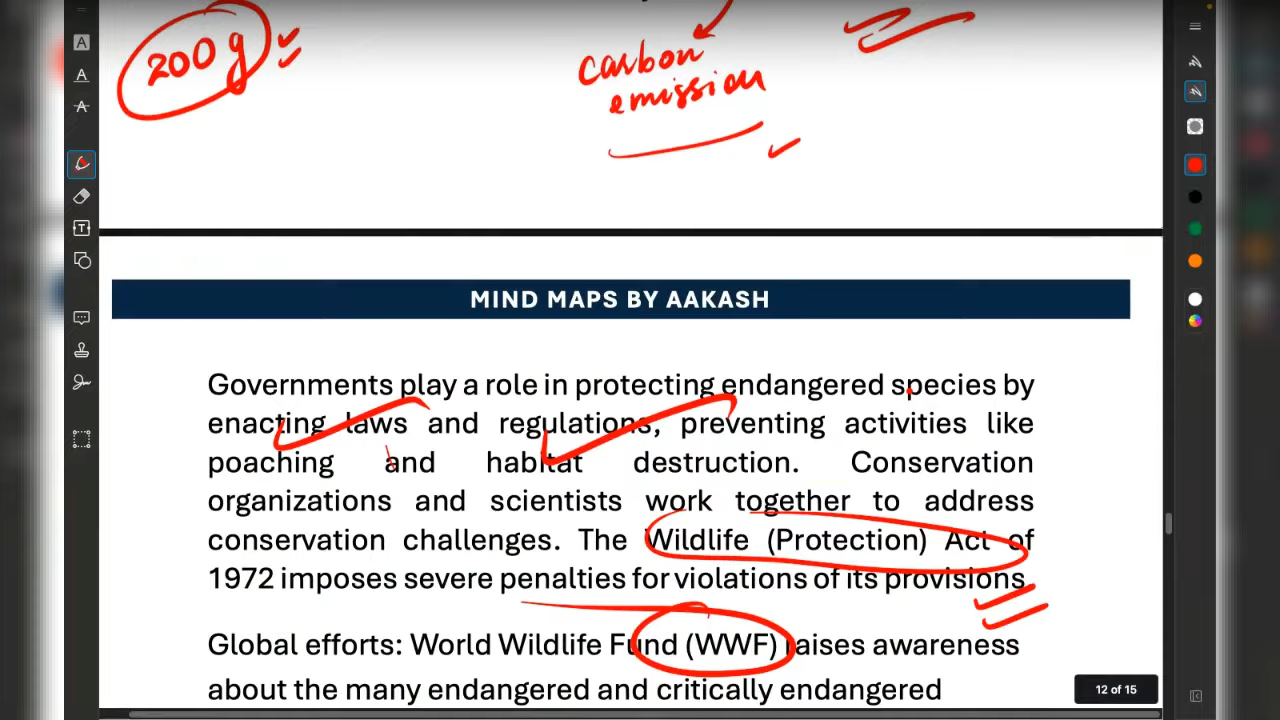 200g
carbon
emission
MIND MAPS BY AAKASH
Governments play a role in protecting endangered species by
enacting laws and regulations, preventing activities like
poaching and habitat destruction. Conservation
organizations and scientists work together to address
conservation challenges. The Wildlife (Protection) Act of
1972 imposes severe penalties for violations of its provisions.
Global efforts: World Wildlife Fund (WWF) raises awareness
about the many endangered and critically endangered
12 of 15